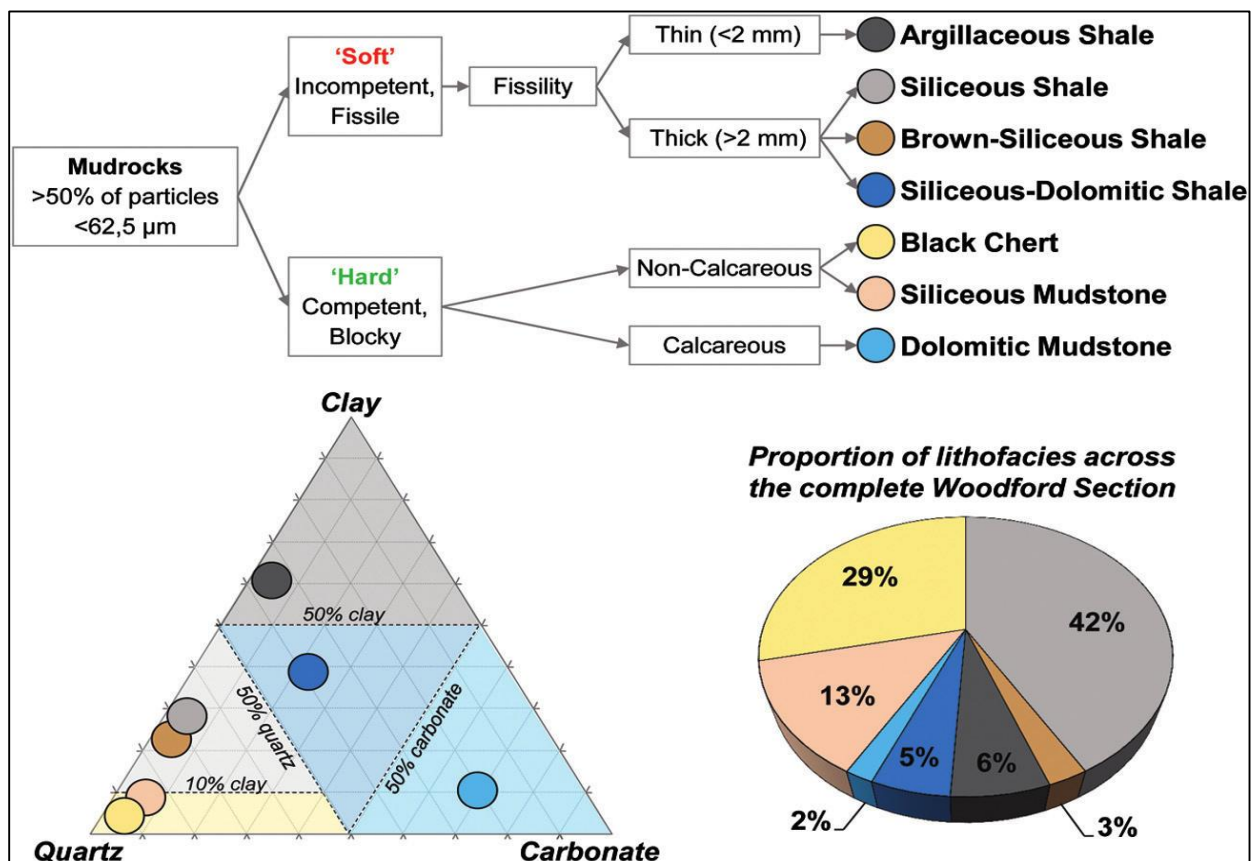 Mudrocks
>50% of particles
<62,5 µm
'Soft'
Incompetent,
Fissile
Fissility
Thin (<2 mm)
Thick (>2 mm)
'Hard'
Competent,
Blocky
Non-Calcareous
Calcareous
Argillaceous Shale
Siliceous Shale
Brown-Siliceous Shale
Siliceous-Dolomitic Shale
Black Chert
Siliceous Mudstone
Dolomitic Mudstone
Clay
50% clay
50% quartz
50% carbonate
10% clay
Quartz
Carbonate
Proportion of lithofacies across
the complete Woodford Section
29%
42%
13%
5%
6%
2%
3%